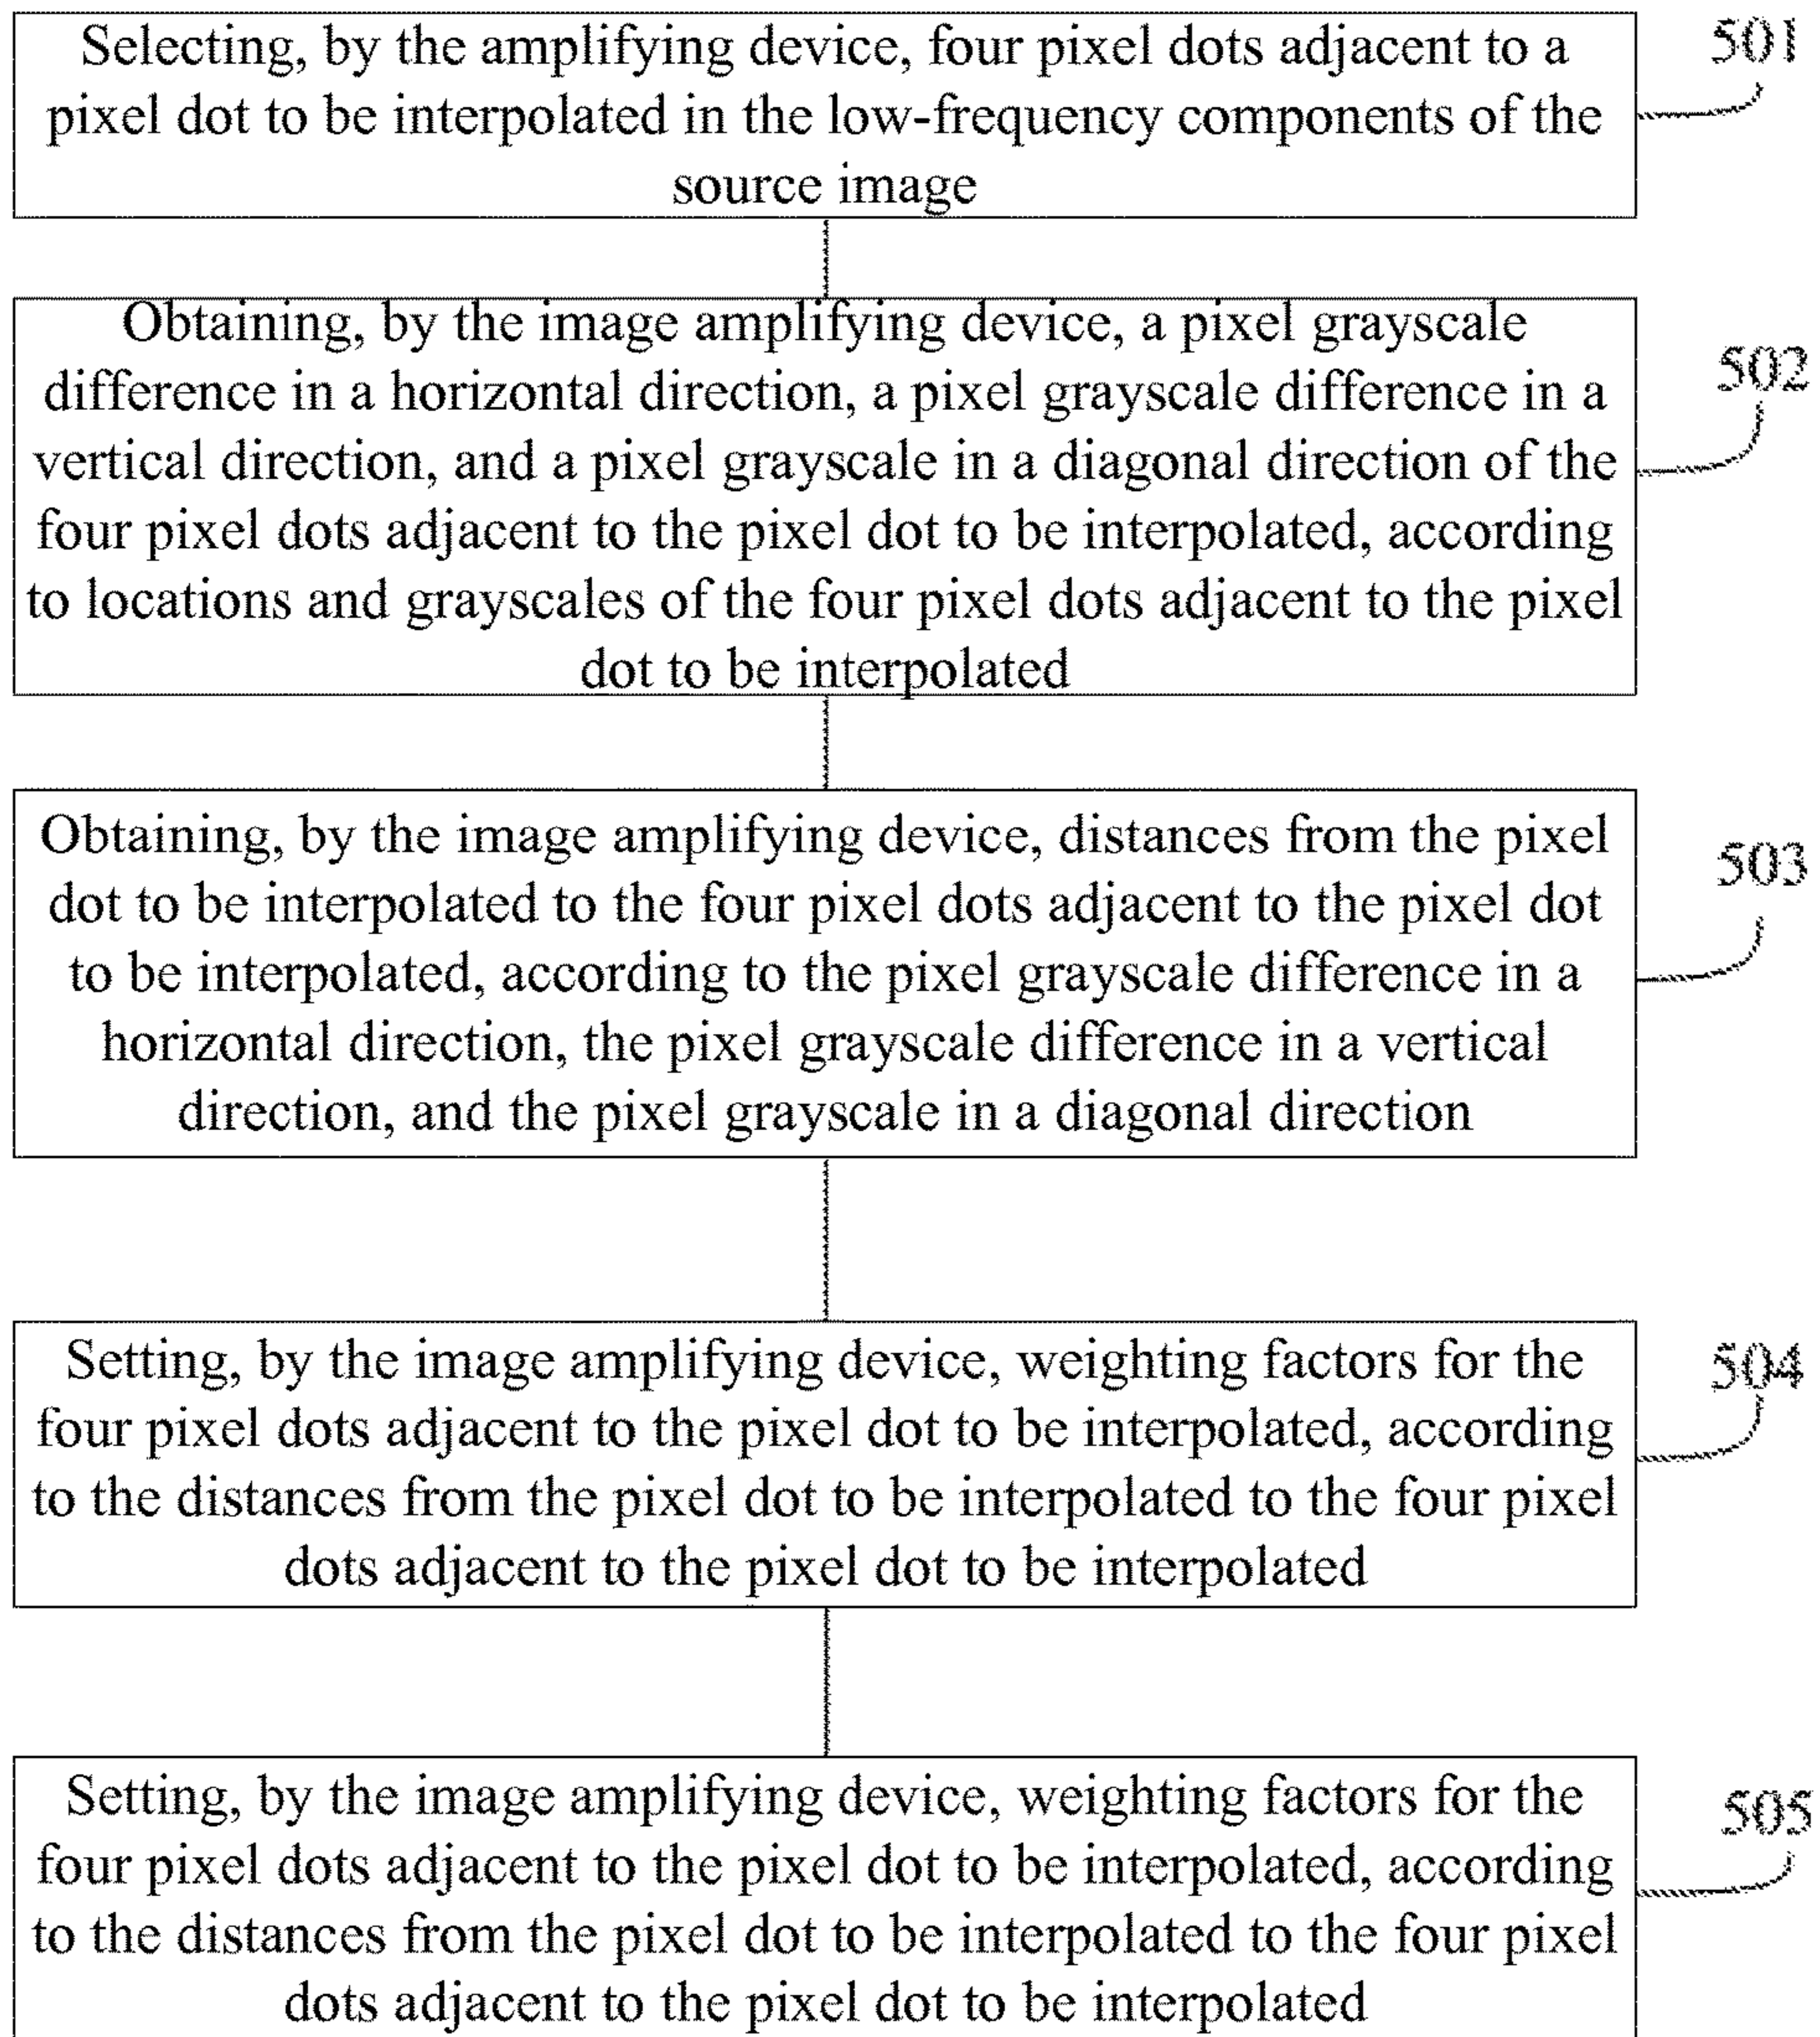 Selecting, by the amplifying device, four pixel dots adjacent to a
pixel dot to be interpolated in the low-frequency components of the
source image
501
Obtaining, by the image amplifying device, a pixel grayscale
difference in a horizontal direction, a pixel grayscale difference in a
vertical direction, and a pixel grayscale in a diagonal direction of the
four pixel dots adjacent to the pixel dot to be interpolated, according
to locations and grayscales of the four pixel dots adjacent to the pixel
dot to be interpolated
502
Obtaining, by the image amplifying device, distances from the pixel
dot to be interpolated to the four pixel dots adjacent to the pixel dot
to be interpolated, according to the pixel grayscale difference in a
horizontal direction, the pixel grayscale difference in a vertical
direction, and the pixel grayscale in a diagonal direction
503
Setting, by the image amplifying device, weighting factors for the
four pixel dots adjacent to the pixel dot to be interpolated, according
to the distances from the pixel dot to be interpolated to the four pixel
dots adjacent to the pixel dot to be interpolated
504
Setting, by the image amplifying device, weighting factors for the
four pixel dots adjacent to the pixel dot to be interpolated, according
to the distances from the pixel dot to be interpolated to the four pixel
dots adjacent to the pixel dot to be interpolated
505